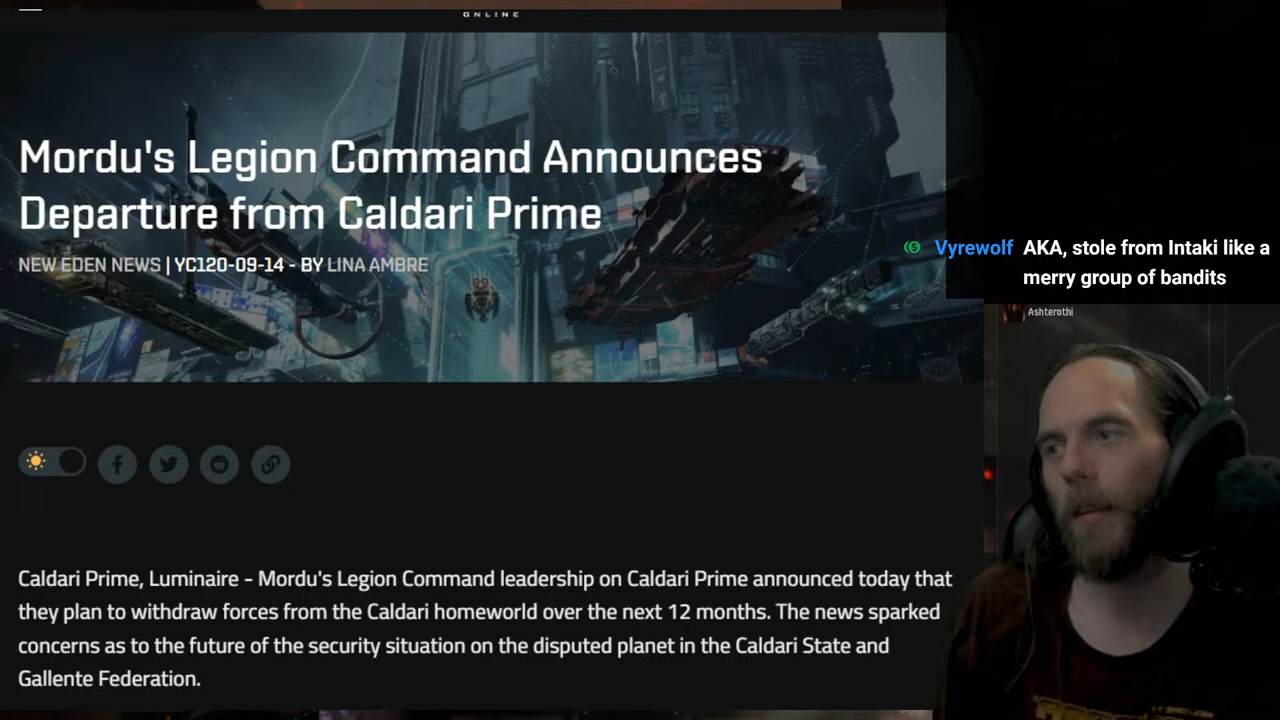 ONLINE
Mordu's Legion Command Announces
Departure from Caldari Prime
NEW EDEN NEWS | YC120-09-14 - BY LINA AMBRE
Vyrewolf AKA, stole from Intaki like a
merry group of bandits
Ashterothi
Caldari Prime, Luminaire - Mordu's Legion Command leadership on Caldari Prime announced today that
they plan to withdraw forces from the Caldari homeworld over the next 12 months. The news sparked
concerns as to the future of the security situation on the disputed planet in the Caldari State and
Gallente Federation.